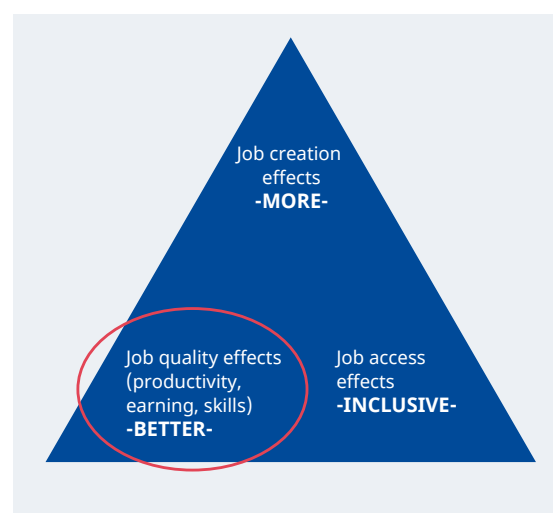 Job creation
effects
-MORE-
Job quality effects
(productivity,
earning, skills)
-BETTER-
Job access
effects
-INCLUSIVE-